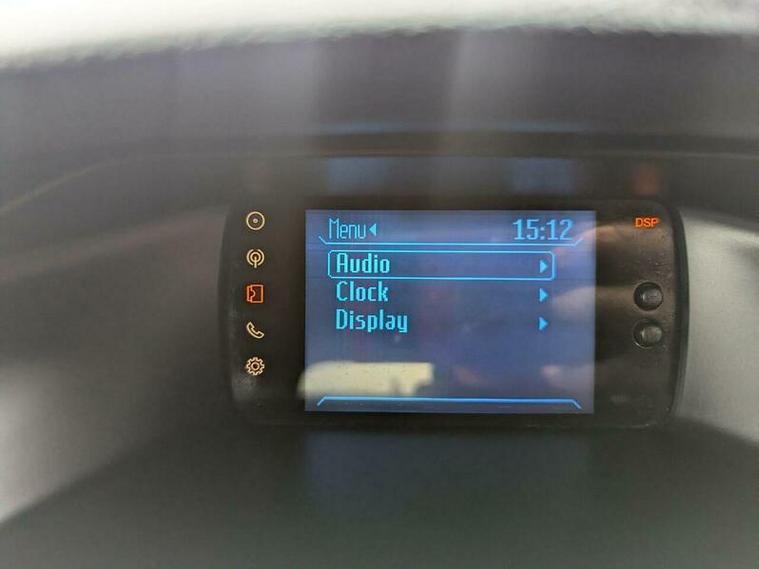 Menu 15:12 DSP
Audio
Clock
Display